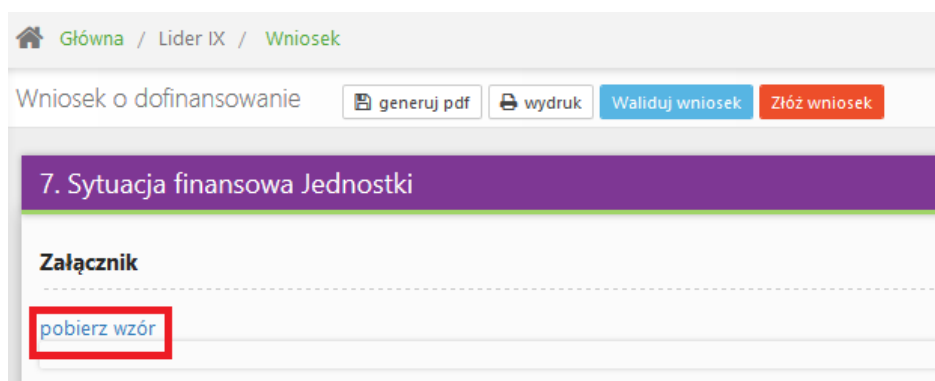 Główna / Lider IX / Wniosek
Wniosek o dofinansowanie generuj pdf wydruk Waliduj wniosek Złóż wniosek
7. Sytuacja finansowa Jednostki
Załącznik
pobierz wzór